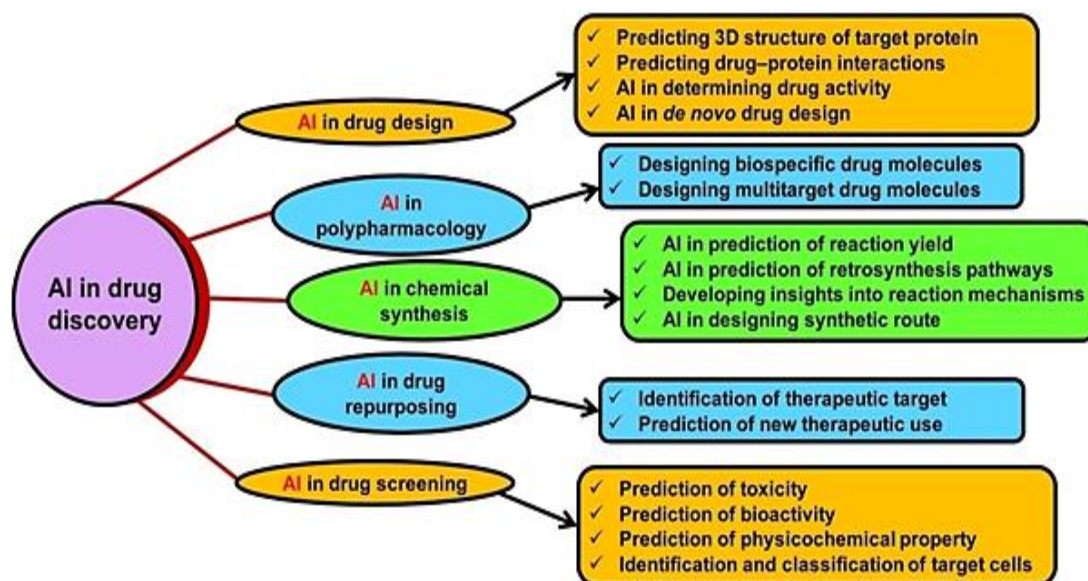 AI in drug
discovery
AI in drug design
✓ Predicting 3D structure of target protein
✓ Predicting drug–protein interactions
✓ AI in determining drug activity
✓ AI in de novo drug design
AI in
polypharmacology
✓ Designing biospecific drug molecules
✓ Designing multitarget drug molecules
AI in chemical
synthesis
✓ AI in prediction of reaction yield
✓ AI in prediction of retrosynthesis pathways
✓ Developing insights into reaction mechanisms
✓ AI in designing synthetic route
AI in drug
repurposing
✓ Identification of therapeutic target
✓ Prediction of new therapeutic use
AI in drug screening
✓ Prediction of toxicity
✓ Prediction of bioactivity
✓ Prediction of physicochemical property
✓ Identification and classification of target cells